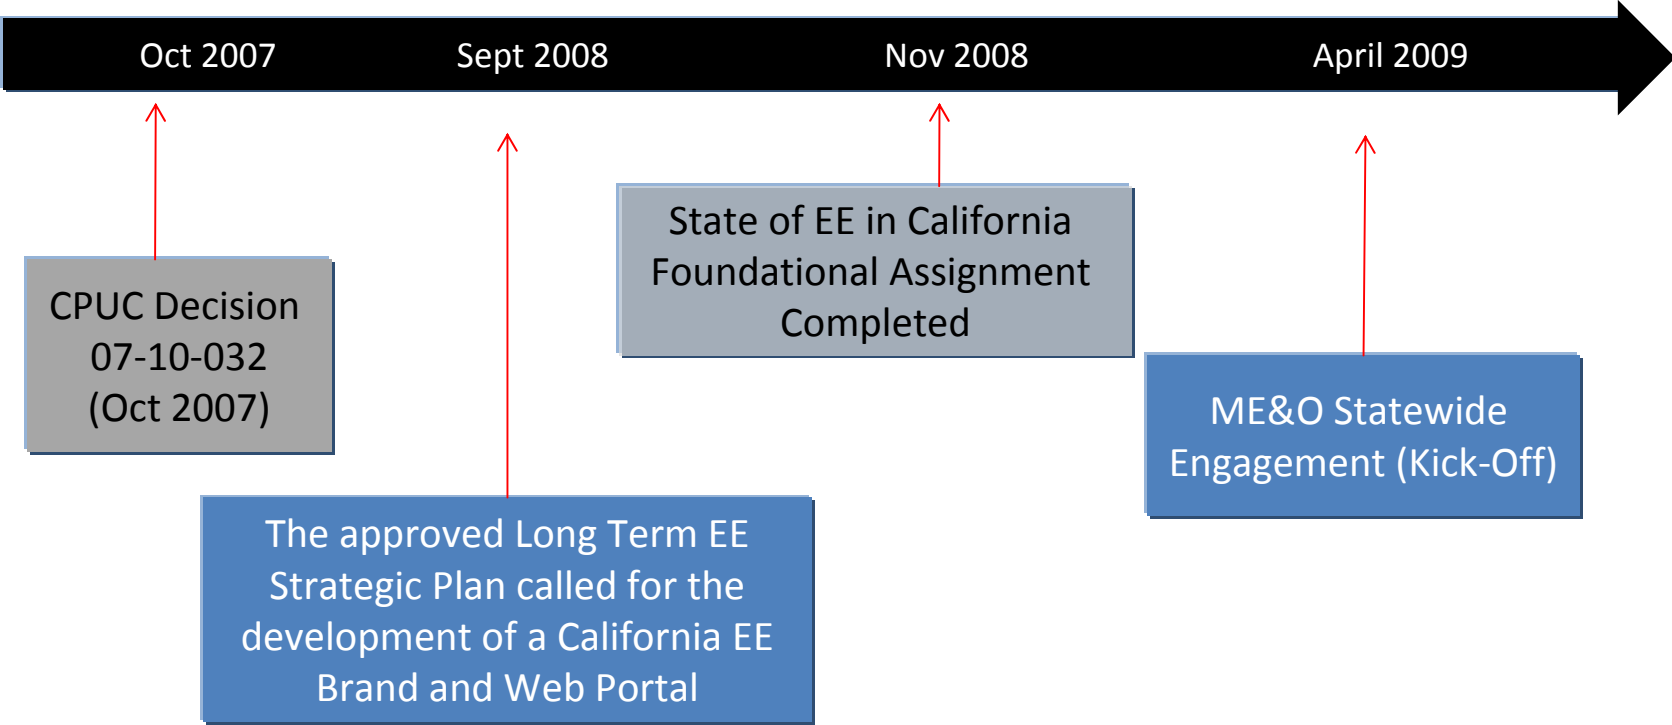 Oct 2007
Sept 2008
Nov 2008
April 2009
CPUC Decision
07-10-032
(Oct 2007)
The approved Long Term EE
Strategic Plan called for the
development of a California EE
Brand and Web Portal
State of EE in California
Foundational Assignment
Completed
ME&O Statewide
Engagement (Kick-Off)